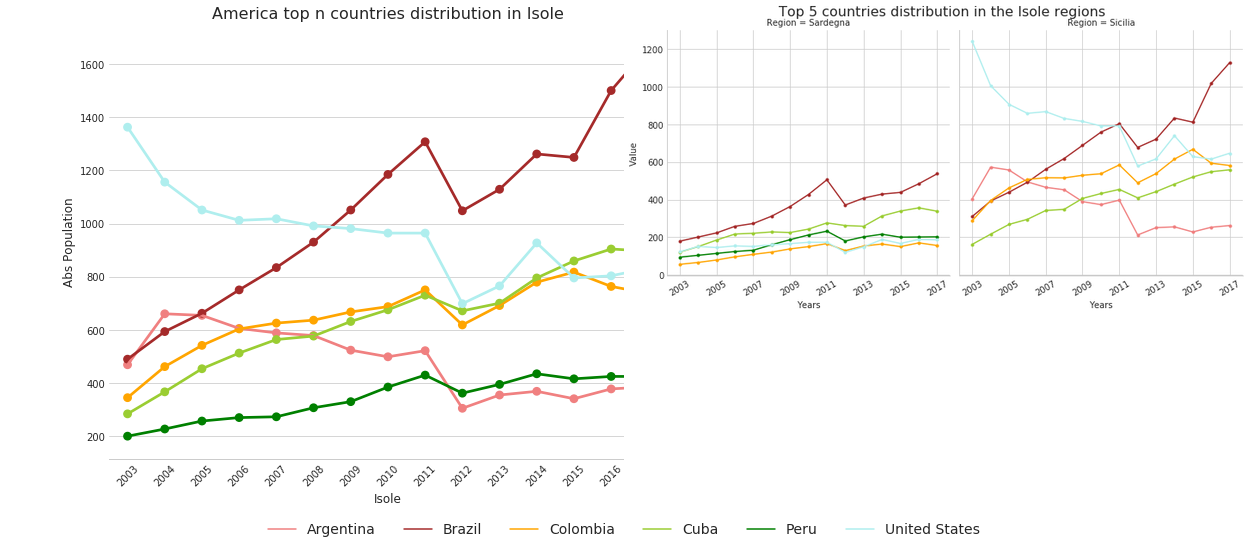 America top n countries distribution in Isole
Abs Population
1600
1400
1200
1000
800
600
400
200
2003 2004 2005 2006 2007 2008 2009 2010 2011 2012 2013 2014 2015 2016
Isole
Top 5 countries distribution in the Isole regions
Region = Sardegna
Region = Sicilia
Value
1200
1000
800
600
400
200
0
2003 2005 2007 2009 2011 2013 2015 2017
Years
2003 2005 2007 2009 2011 2013 2015 2017
Years
Argentina Brazil Colombia Cuba Peru United States